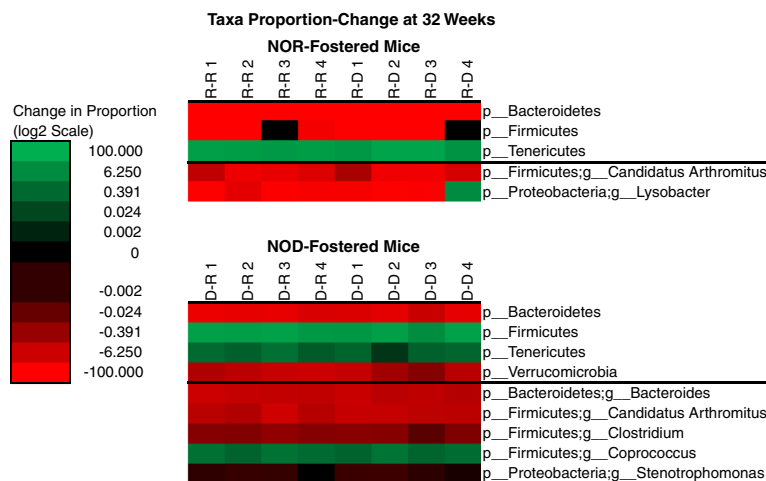 Taxa Proportion-Change at 32 Weeks
NOR-Fostered Mice
R-R 1
R-R 2
R-R 3
R-R 4
R-D 1
R-D 2
R-D 3
R-D 4
p__Bacteroidetes
p__Firmicutes
p__Tenericutes
p__Firmicutes;g__Candidatus Arthromitus
p__Proteobacteria;g__Lysobacter
Change in Proportion
(log2 Scale)
100.000
6.250
0.391
0.024
0.002
0
-0.002
-0.024
-0.391
-6.250
-100.000
NOD-Fostered Mice
D-R 1
D-R 2
D-R 3
D-R 4
D-D 1
D-D 2
D-D 3
D-D 4
p__Bacteroidetes
p__Firmicutes
p__Tenericutes
p__Verrucomicrobia
p__Bacteroidetes;g__Bacteroides
p__Firmicutes;g__Candidatus Arthromitus
p__Firmicutes;g__Clostridium
p__Firmicutes;g__Coprococcus
p__Proteobacteria;g__Stenotrophomonas